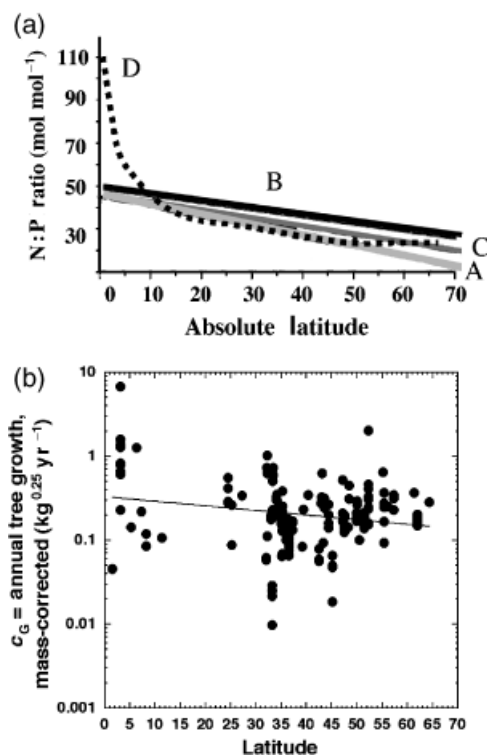 (a)
110
90
70
50
30
N:P ratio (mol mol⁻¹)
D
B
C
A
0 10 20 30 40 50 60 70
Absolute latitude
(b)
10
1
0.1
0.01
0.001
c_G = annual tree growth,
mass-corrected (kg^0.25 yr⁻¹)
0 5 10 15 20 25 30 35 40 45 50 55 60 65 70
Latitude